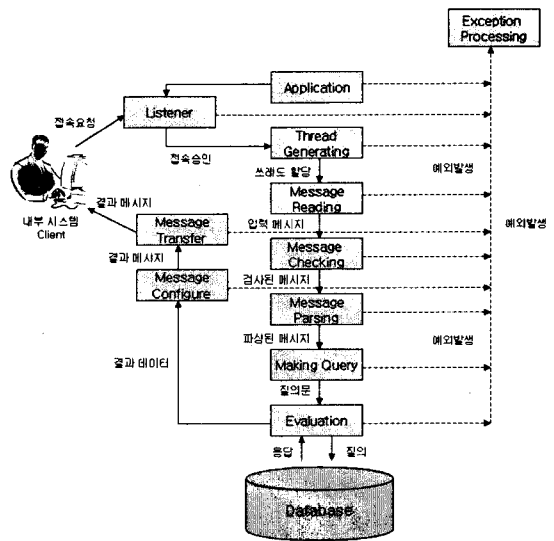 Exception
Processing
Application
Listener
접속요청
Thread
Generating
접속승인
쓰레드 할당
예외발생
Message
Reading
결과 메시지
내부 시스템
Client
Message
Transfer
입력 메시지
예외발생
Message
Checking
결과 메시지
Message
Configure
검사된 메시지
Message
Parsing
파싱된 메시지
예외발생
결과 데이터
Making Query
질의문
Evaluation
응답
질의
Database